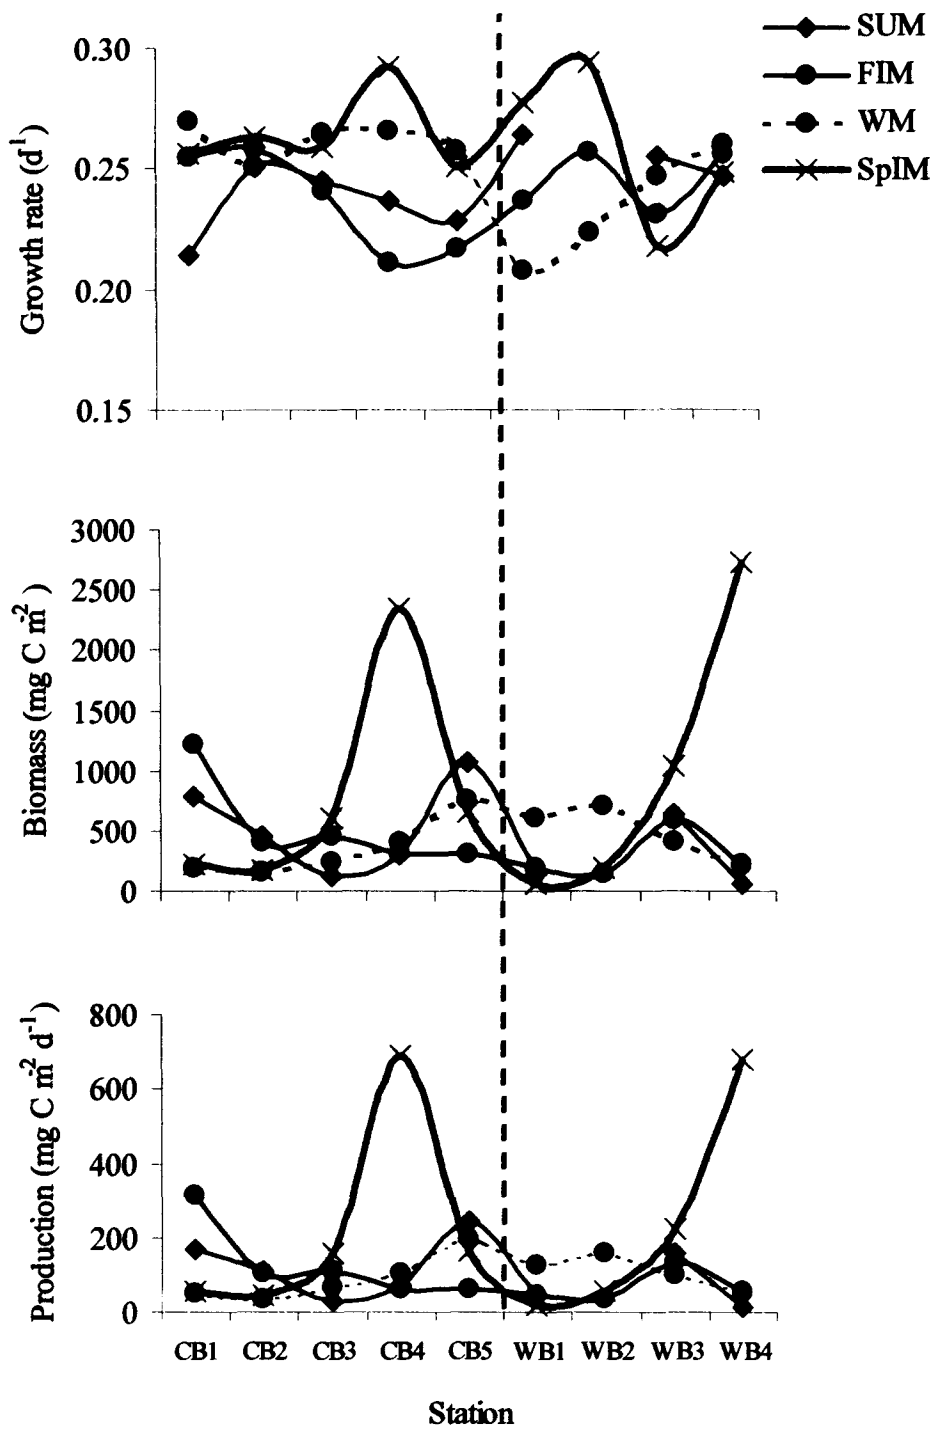 SUM
FIM
WM
SpIM
0.30
0.25
0.20
0.15
Growth rate (d-1)
3000
2500
2000
1500
1000
500
0
Biomass (mg C m-2 )
800
600
400
200
0
Production (mg C m-2 d-1)
CB1 CB2 CB3 CB4 CB5 WB1 WB2 WB3 WB4
Station